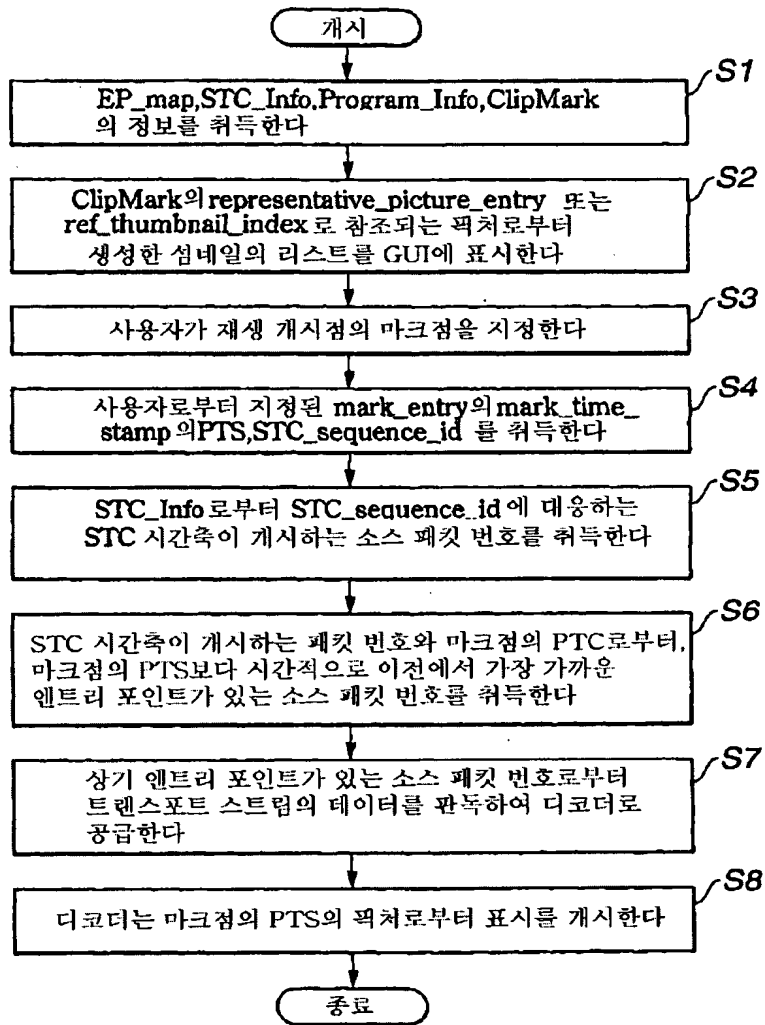 개시
S1
EP_map,STC_Info,Program_Info,ClipMark
의 정보를 취득한다
S2
ClipMark의 representative_picture_entry 또는
ref_thumbnail_index로 참조되는 픽처로부터
생성한 섬네일의 리스트를 GUI에 표시한다
S3
사용자가 재생 개시점의 마크점을 지정한다
S4
사용자로부터 지정된 mark_entry의 mark_time_
stamp의 PTS,STC_sequence_id 를 취득한다
S5
STC_Info로부터 STC_sequence_id에 대응하는
STC 시간축이 개시하는 소스 패킷 번호를 취득한다
S6
STC 시간축이 개시하는 패킷 번호와 마크점의 PTC로부터,
마크점의 PTS보다 시간적으로 이전에서 가장 가까운
엔트리 포인트가 있는 소스 패킷 번호를 취득한다
S7
상기 엔트리 포인트가 있는 소스 패킷 번호로부터
트랜스포트 스트림의 데이터를 판독하여 디코더로
공급한다
S8
디코더는 마크점의 PTS의 픽처로부터 표시를 개시한다
종료